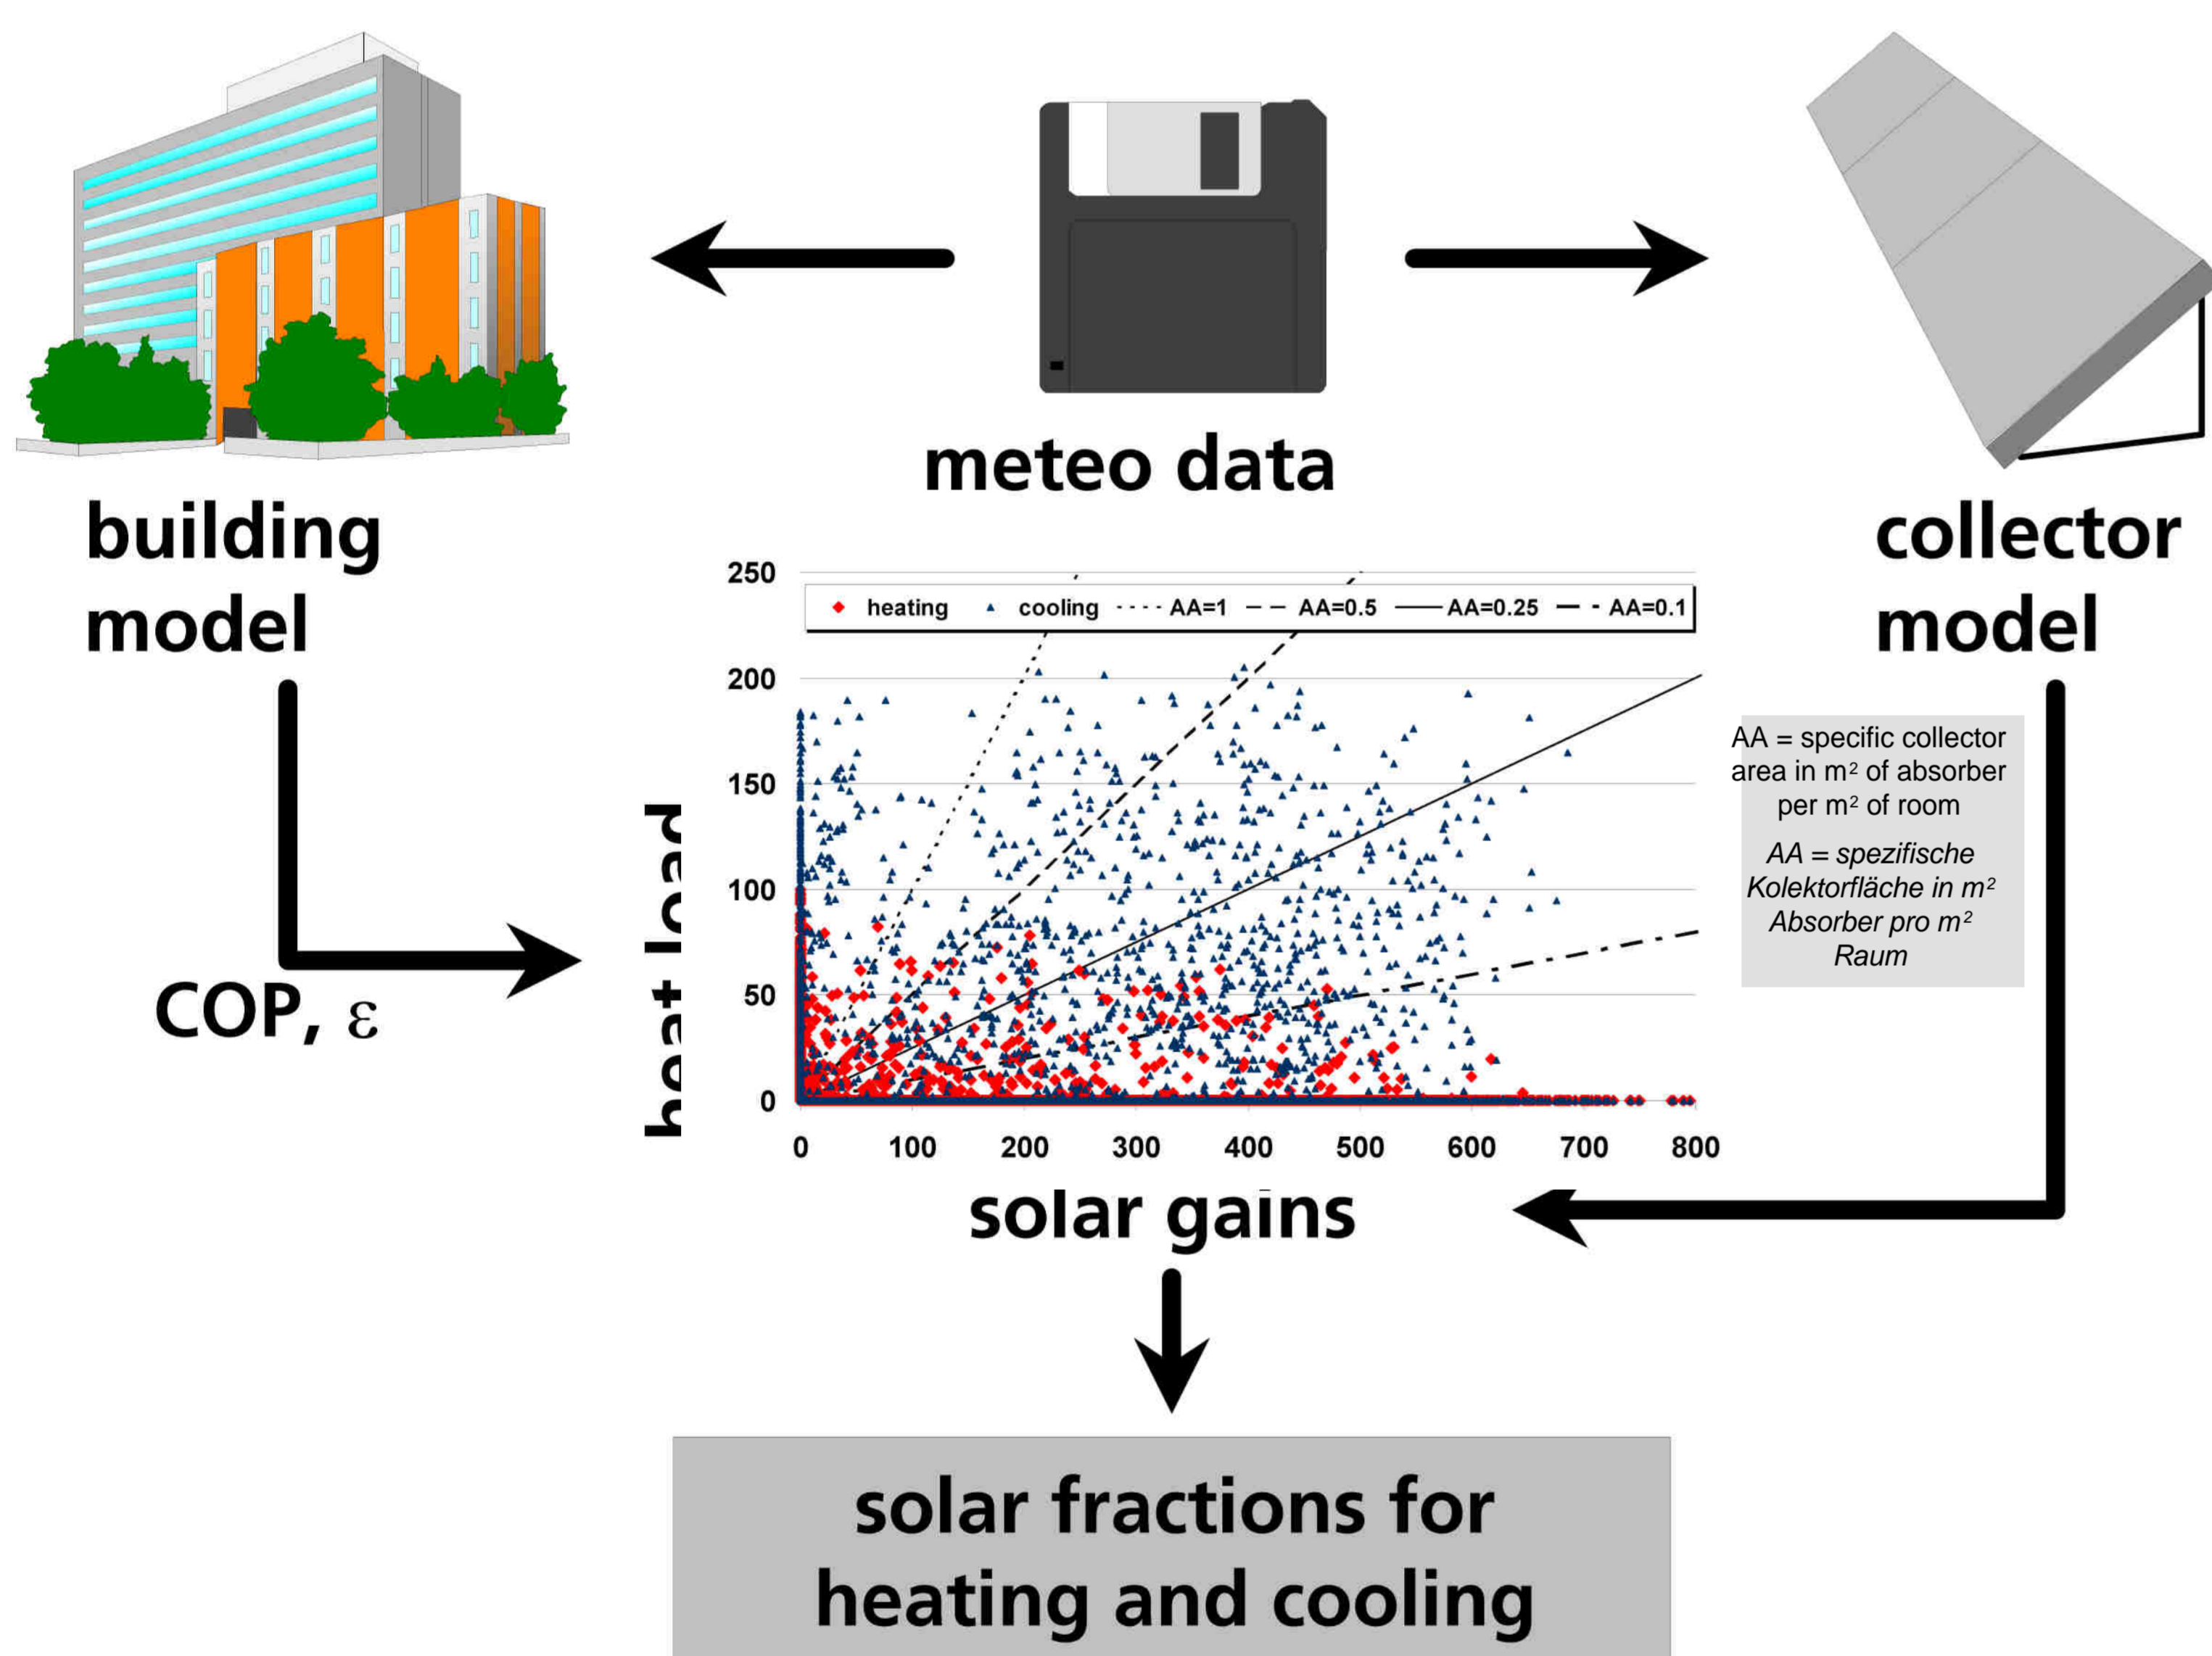 meteo data
building
model
collector
model
COP, ε
250
200
150
100
50
0
heating cooling AA=1 AA=0.5 AA=0.25 AA=0.1
heat load
0 100 200 300 400 500 600 700 800
solar gains
AA = specific collector
area in m² of absorber
per m² of room
AA = spezifische
Kolektorfläche in m²
Absorber pro m²
Raum
solar fractions for
heating and cooling